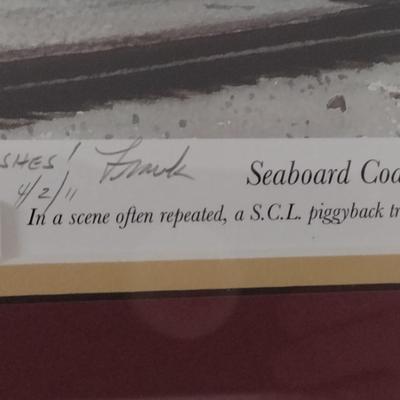 SHES! Frank Seaboard Coa
4/2/11
In a scene often repeated, a S.C.L. piggyback tr